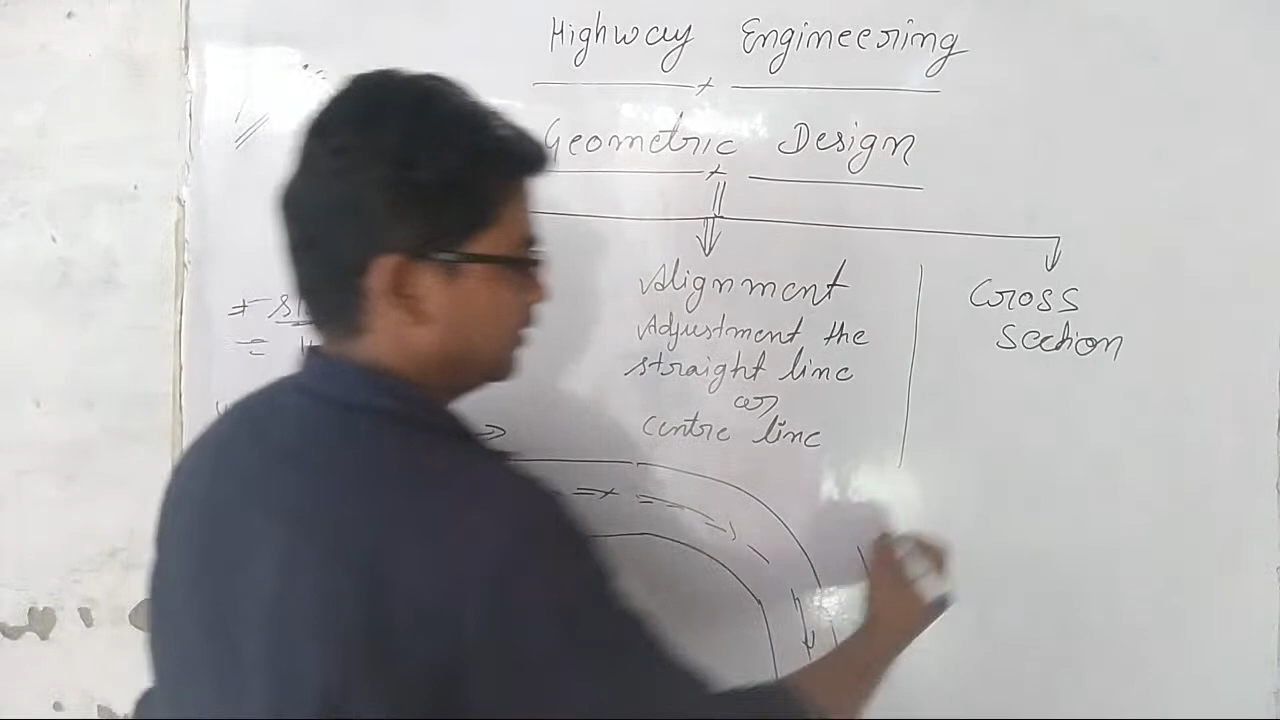 Highway Engineering
Geometric Design
Alignment
Adjustment the
straight line
or
Centre line
Cross
Section